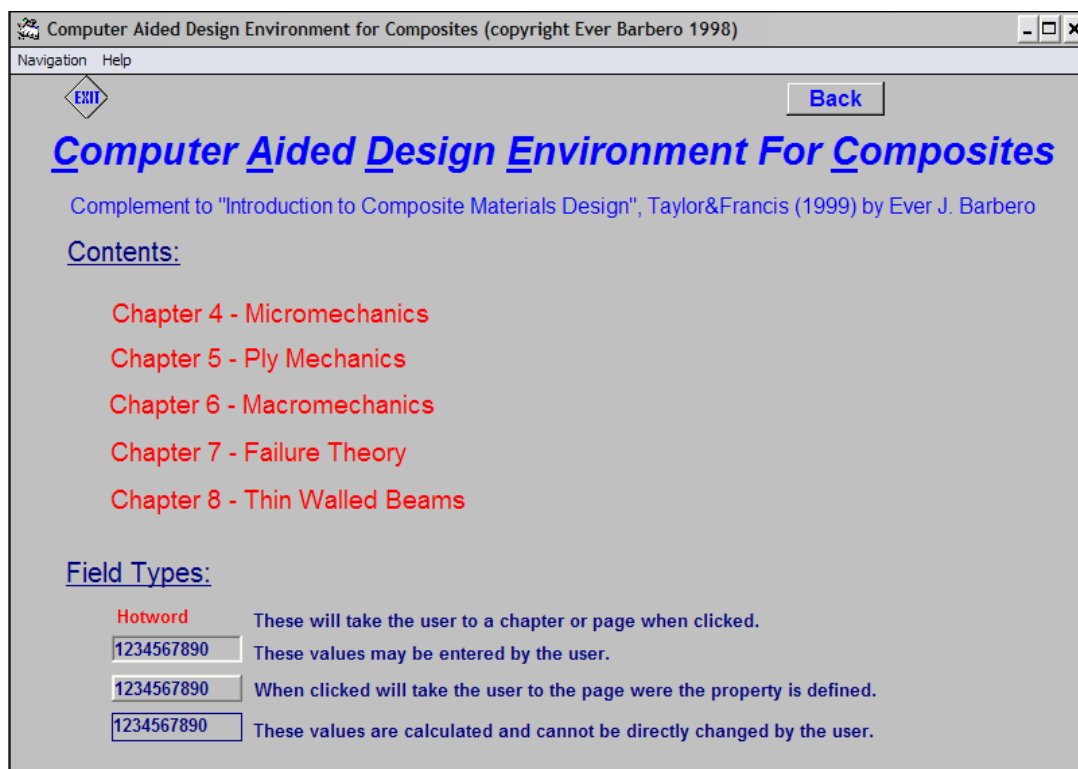 Computer Aided Design Environment for Composites (copyright Ever Barbero 1998)
Navigation Help
EXIT
Back
Computer Aided Design Environment For Composites
Complement to "Introduction to Composite Materials Design", Taylor&Francis (1999) by Ever J. Barbero
Contents:
Chapter 4 - Micromechanics
Chapter 5 - Ply Mechanics
Chapter 6 - Macromechanics
Chapter 7 - Failure Theory
Chapter 8 - Thin Walled Beams
Field Types:
Hotword These will take the user to a chapter or page when clicked.
1234567890 These values may be entered by the user.
1234567890 When clicked will take the user to the page were the property is defined.
1234567890 These values are calculated and cannot be directly changed by the user.